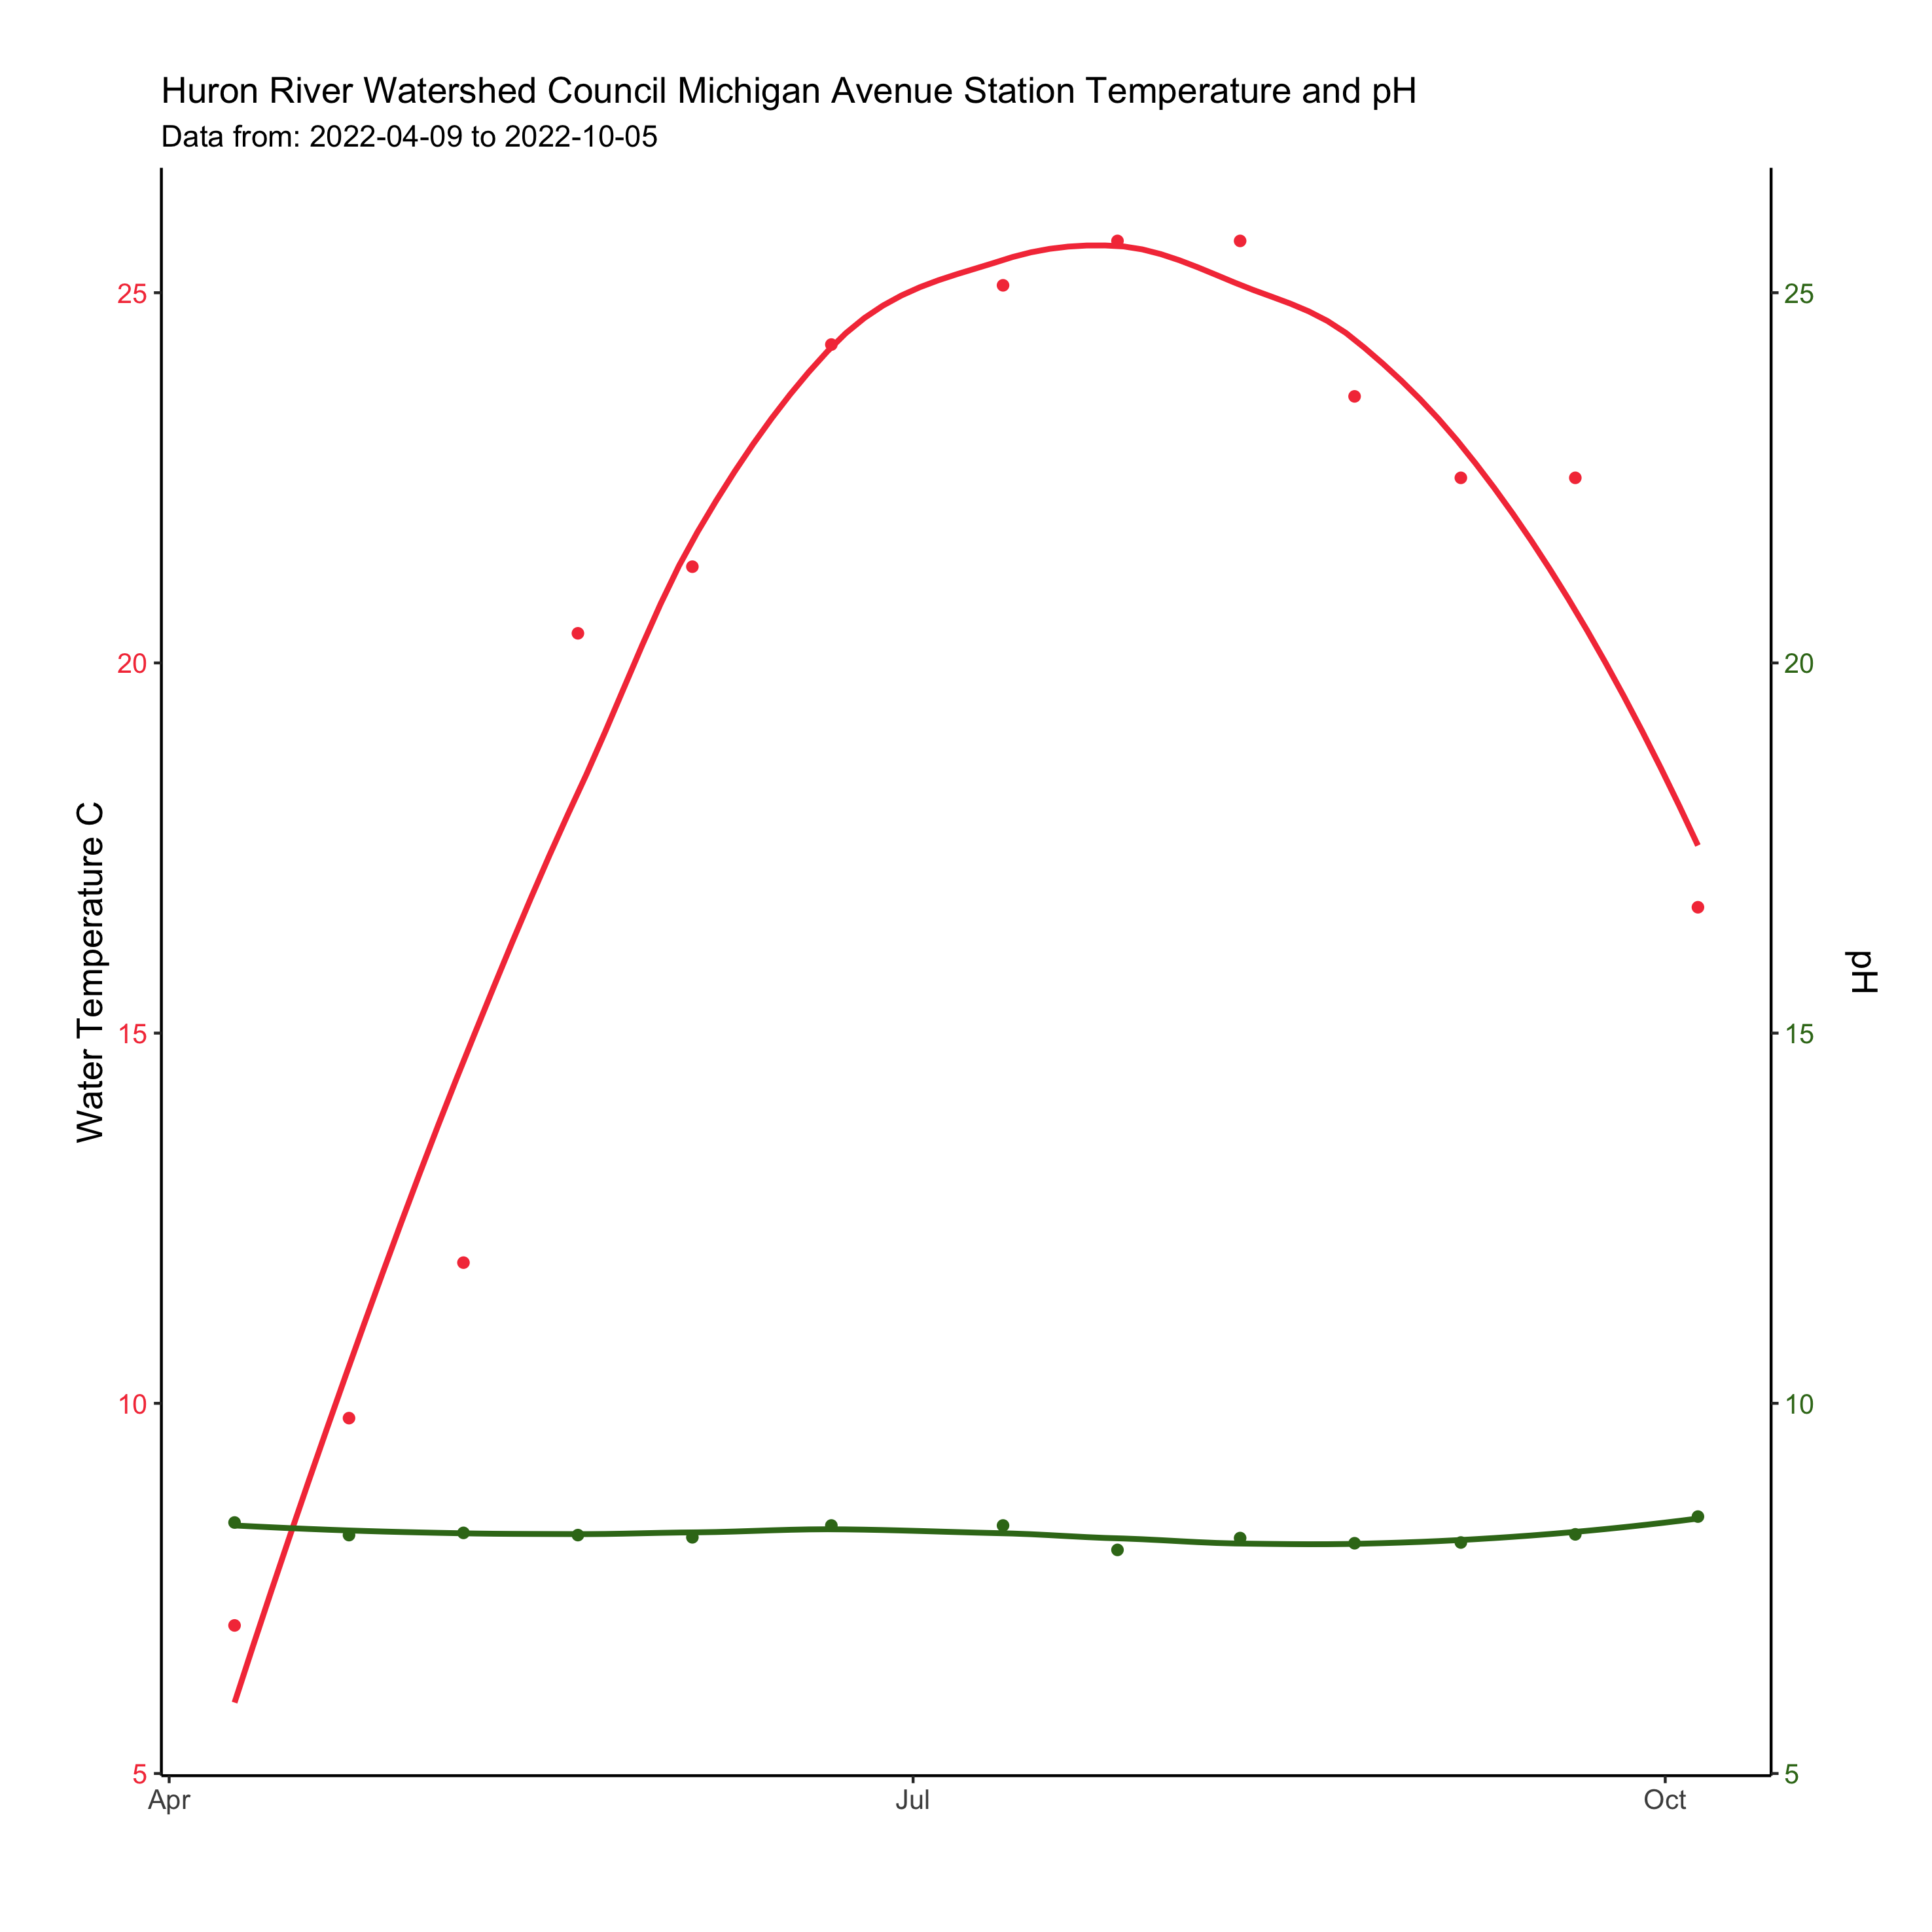 Huron River Watershed Council Michigan Avenue Station Temperature and pH
Data from: 2022-04-09 to 2022-10-05
25
20
15
10
5
Water Temperature C
25
20
15
10
5
pH
Apr
Jul
Oct